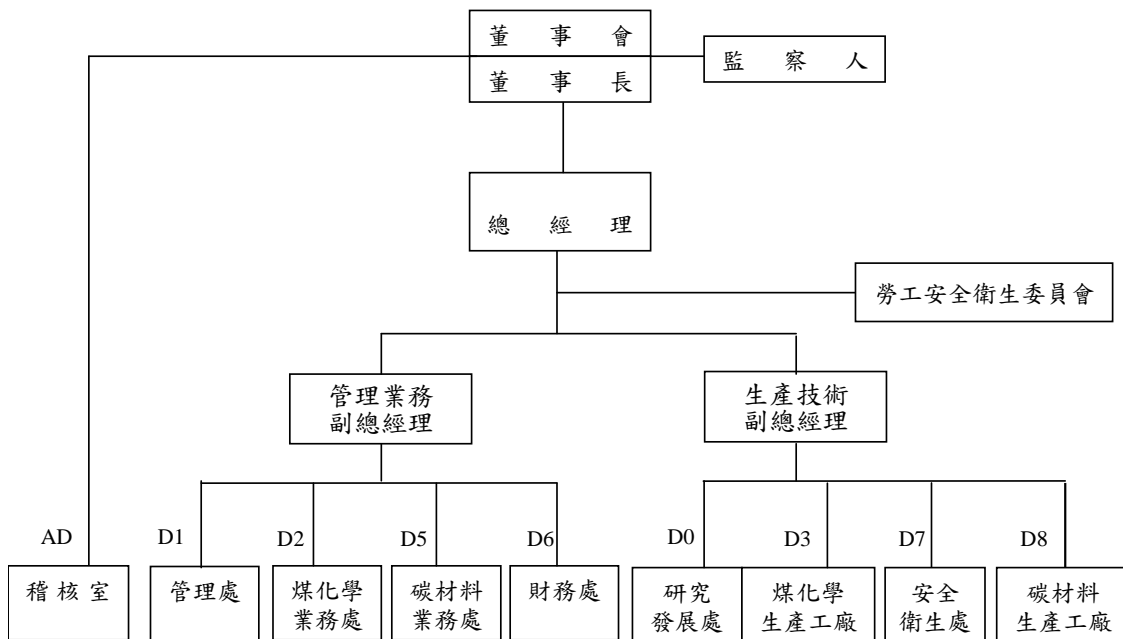 董事會
監察人
董事長
總經理
勞工安全衛生委員會
管理業務
副總經理
生產技術
副總經理
AD
D1
D2
D5
D6
D0
D3
D7
D8
稽核室
管理處
煤化學
業務處
碳材料
業務處
財務處
研究
發展處
煤化學
生產工廠
安全
衛生處
碳材料
生產工廠